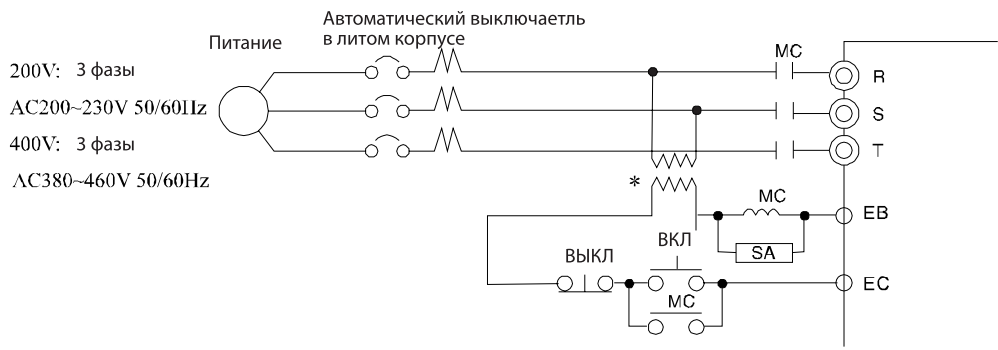 Автоматический выключаетль
в литом корпусе
Питание
200V: 3 фазы
AC200~230V 50/60Hz
400V: 3 фазы
AC380~460V 50/60Hz
MC
R
S
T
*
MC
EB
SA
ВКЛ
ВЫКЛ
EC
MC